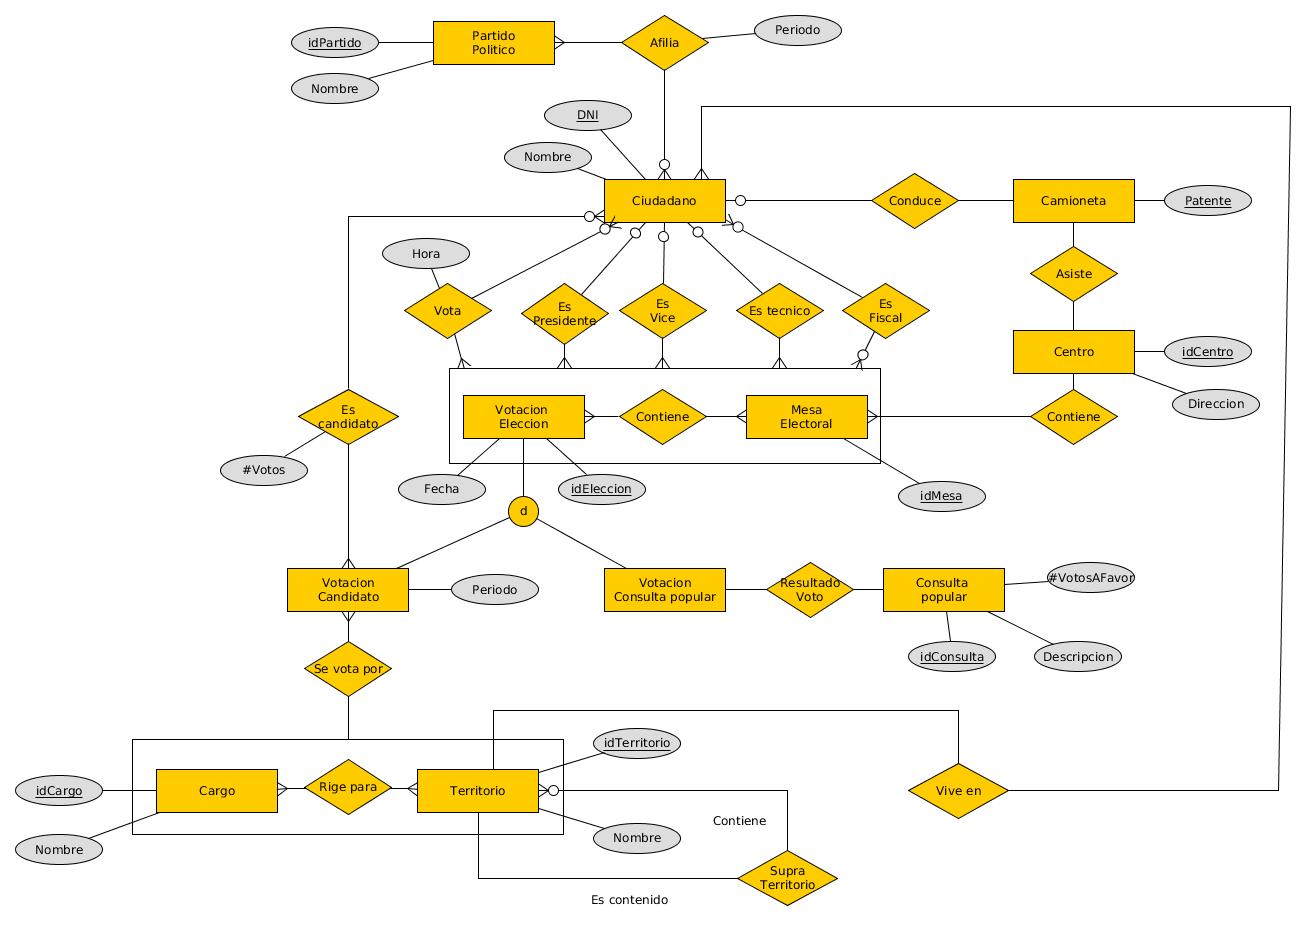 idPartido
Partido
Politico
Afilia
Periodo
Nombre
DNI
Nombre
Ciudadano
Conduce
Camioneta
Patente
Hora
Asiste
Vota
Es
Presidente
Es
Vice
Es tecnico
Es
Fiscal
Centro
idCentro
Direccion
Es
candidato
Votacion
Eleccion
Contiene
Mesa
Electoral
Contiene
#Votos
Fecha
idEleccion
idMesa
d
Votacion
Candidato
Periodo
Votacion
Consulta popular
Resultado
Voto
Consulta
popular
#VotosAFavor
idConsulta
Descripcion
Se vota por
idTerritorio
idCargo
Cargo
Rige para
Territorio
Vive en
Nombre
Nombre
Contiene
Supra
Territorio
Es contenido